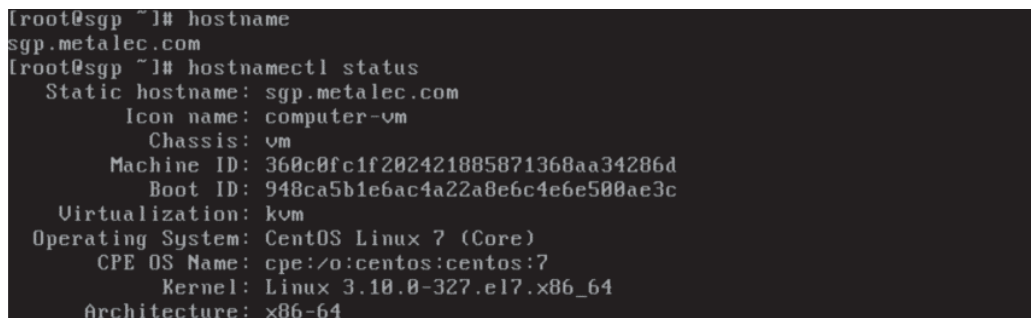 [root@sgp ~]# hostname
sgp.metalec.com
[root@sgp ~]# hostnamectl status
Static hostname: sgp.metalec.com
Icon name: computer-vm
Chassis: vm
Machine ID: 360c0fc1f202421885871368aa34286d
Boot ID: 948ca5b1e6ac4a22a8e6c4e6e500ae3c
Virtualization: kvm
Operating System: CentOS Linux 7 (Core)
CPE OS Name: cpe:/o:centos:centos:7
Kernel: Linux 3.10.0-327.el7.x86_64
Architecture: x86-64